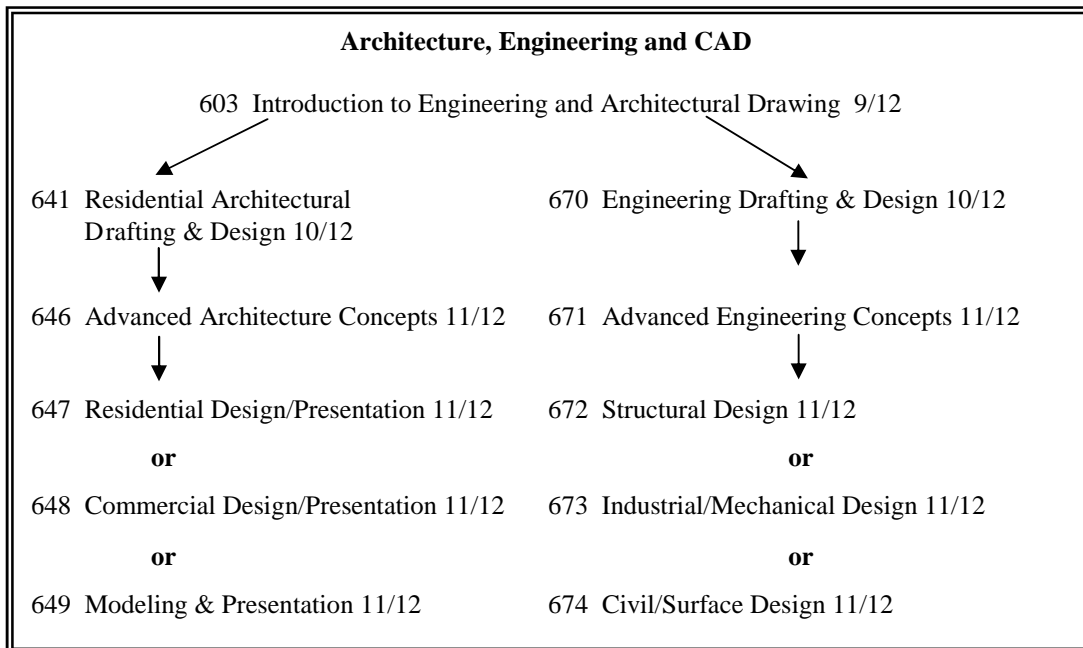 Architecture, Engineering and CAD
603 Introduction to Engineering and Architectural Drawing 9/12
641 Residential Architectural
Drafting & Design 10/12
670 Engineering Drafting & Design 10/12
646 Advanced Architecture Concepts 11/12
671 Advanced Engineering Concepts 11/12
647 Residential Design/Presentation 11/12
672 Structural Design 11/12
or
or
648 Commercial Design/Presentation 11/12
673 Industrial/Mechanical Design 11/12
or
or
649 Modeling & Presentation 11/12
674 Civil/Surface Design 11/12